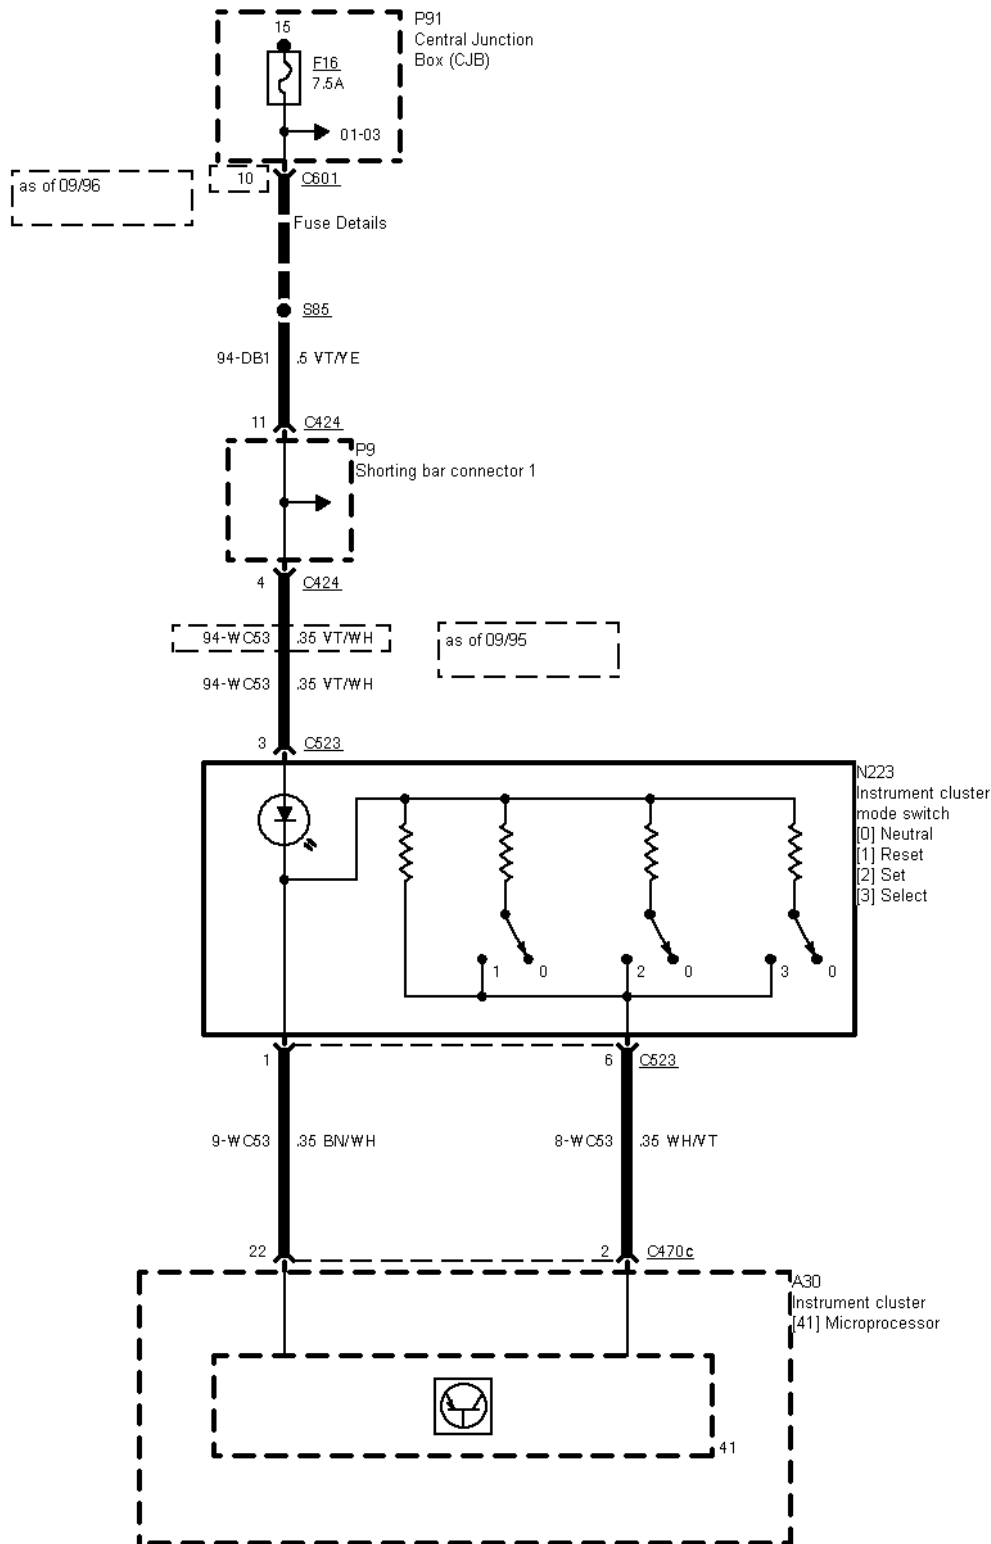 15
P91
Central Junction
Box (CJB)
F16
7.5A
01-03
as of 09/96
10
C601
Fuse Details
S85
94-DB1
.5 VT/YE
11
C424
P9
Shorting bar connector 1
4
C424
94-WC53
.35 VT/WH
as of 09/95
94-WC53
.35 VT/WH
3
C523
N223
Instrument cluster
mode switch
[0] Neutral
[1] Reset
[2] Set
[3] Select
1
0
2
0
3
0
1
6
C523
9-WC53
.35 BN/WH
8-WC53
.35 WH/VT
22
2
C470c
A30
Instrument cluster
[41] Microprocessor
41